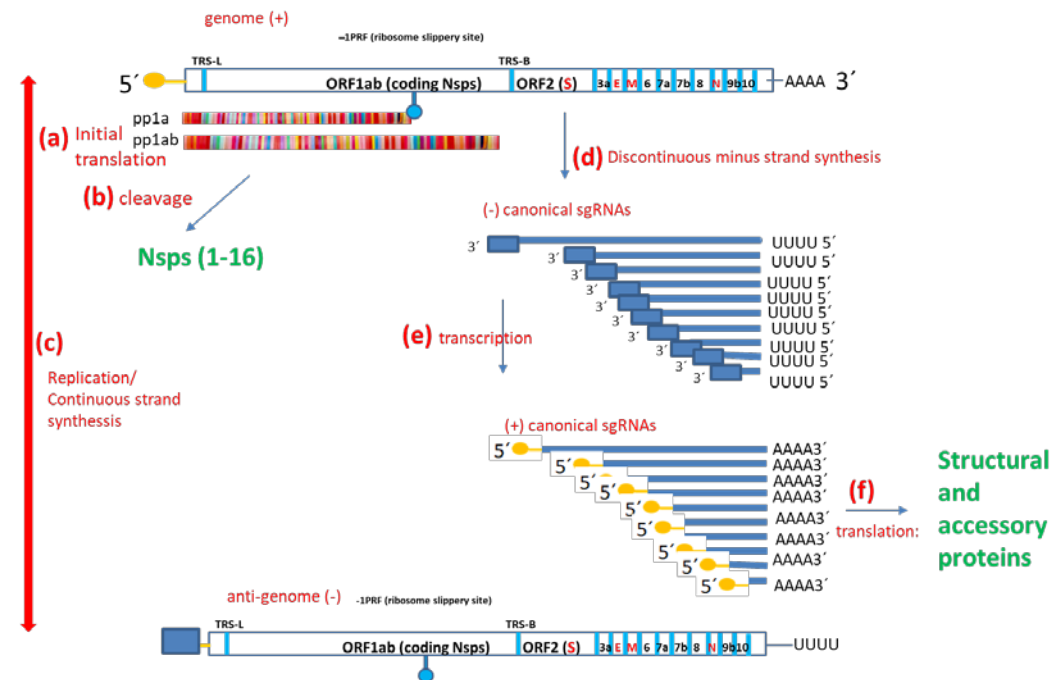 genome (+)
–1PRF (ribosome slippery site)
TRS-L
TRS-B
5´
ORF1ab (coding Nsps)
ORF2 (S)
3a E M 6 7a 7b 8 N 9b 10
AAAA 3´
pp1a
pp1ab
(a) Initial
translation
(b) cleavage
Nsps (1-16)
(c)
Replication/
Continuous strand
synthessis
(d) Discontinuous minus strand synthesis
(-) canonical sgRNAs
3´ UUUU 5´
3´ UUUU 5´
3´ UUUU 5´
3´ UUUU 5´
3´ UUUU 5´
3´ UUUU 5´
3´ UUUU 5´
3´ UUUU 5´
3´ UUUU 5´
3´
(e) transcription
(+) canonical sgRNAs
5´ AAAA3´
5´ AAAA3´
5´ AAAA3´
5´ AAAA3´
5´ AAAA3´
5´ AAAA3´
5´ AAAA3´
5´ AAAA3´
(f)
translation:
Structural
and
accessory
proteins
anti-genome (-)
-1PRF (ribosome slippery site)
TRS-L
TRS-B
ORF1ab (coding Nsps)
ORF2 (S)
3a E M 6 7a 7b 8 N 9b 10
UUUU